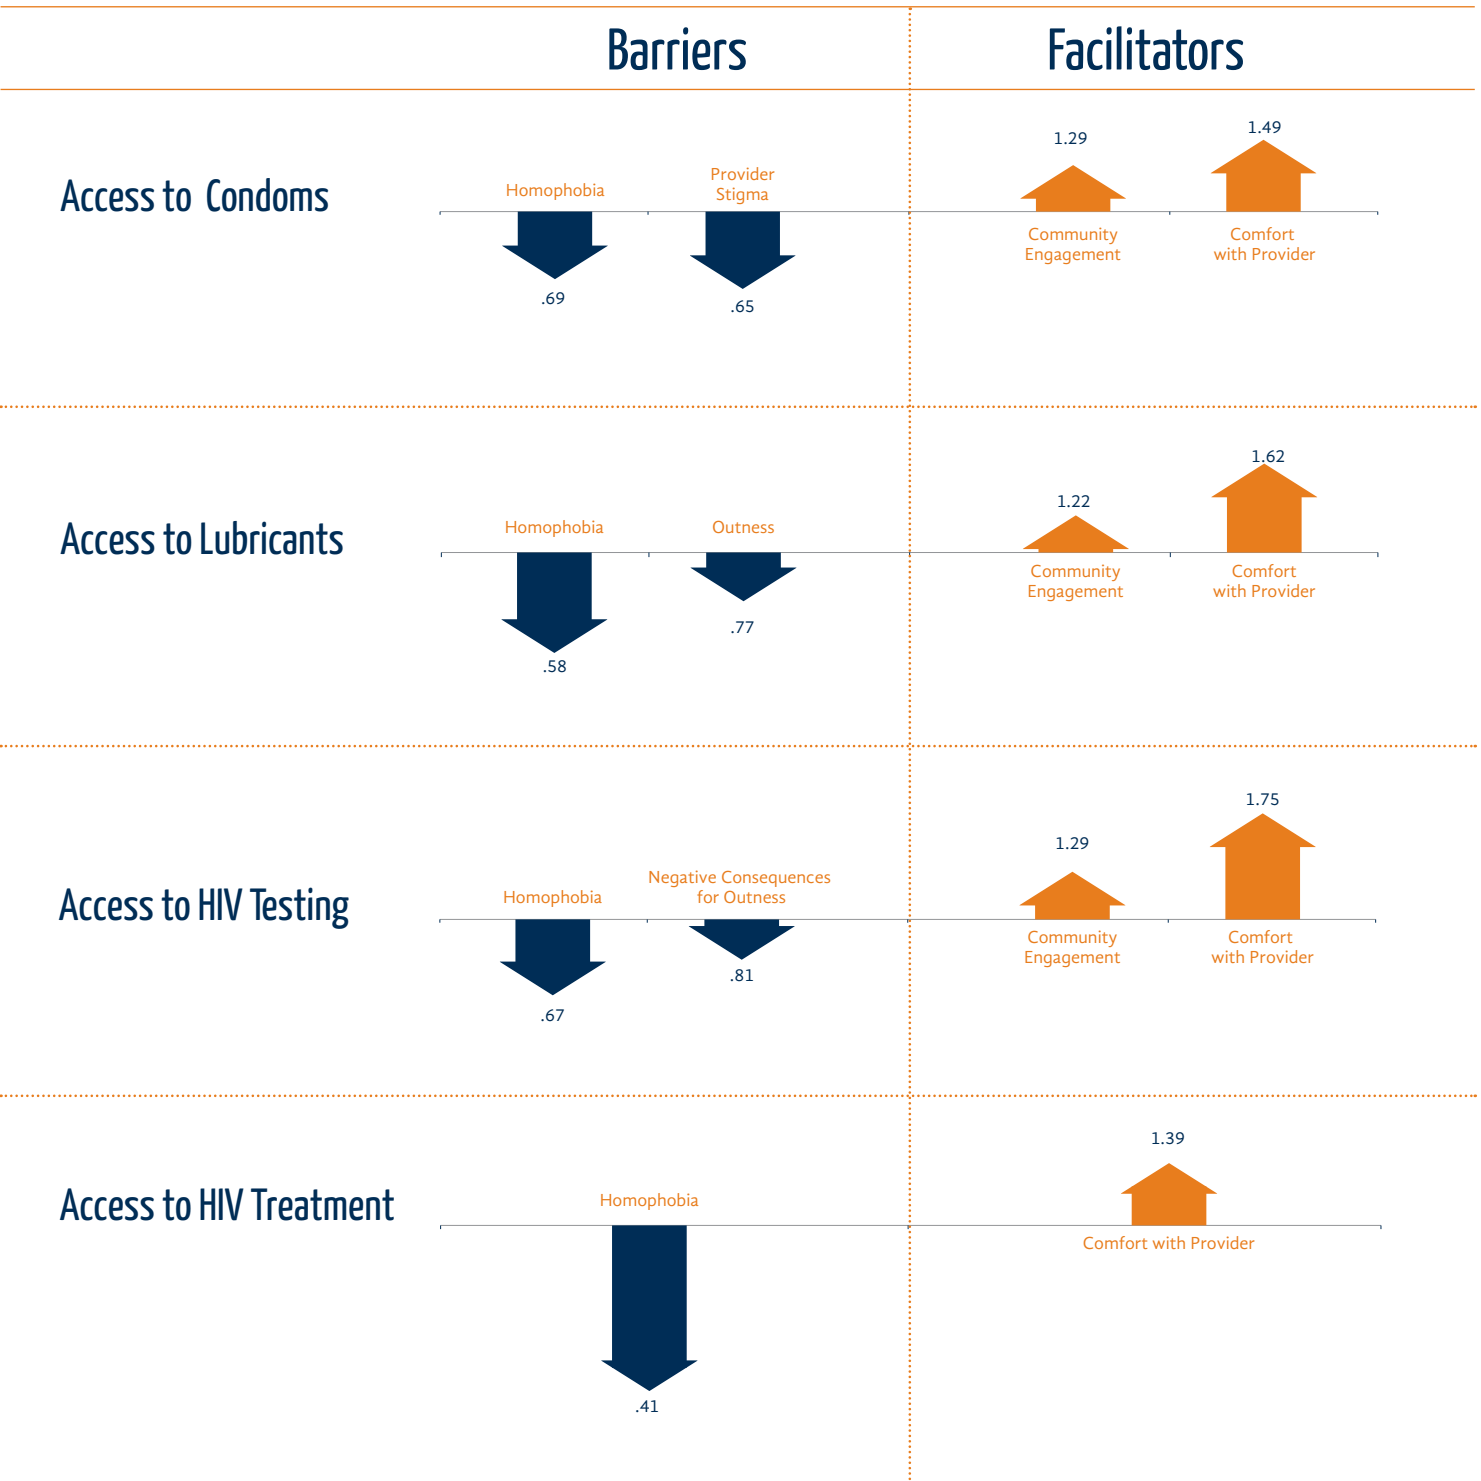 Barriers
Facilitators
Access to Condoms
Homophobia
.69
Provider
Stigma
.65
1.29
Community
Engagement
1.49
Comfort
with Provider
Access to Lubricants
Homophobia
.58
Outness
.77
1.22
Community
Engagement
1.62
Comfort
with Provider
Access to HIV Testing
Homophobia
.67
Negative Consequences
for Outness
.81
1.29
Community
Engagement
1.75
Comfort
with Provider
Access to HIV Treatment
Homophobia
.41
1.39
Comfort with Provider